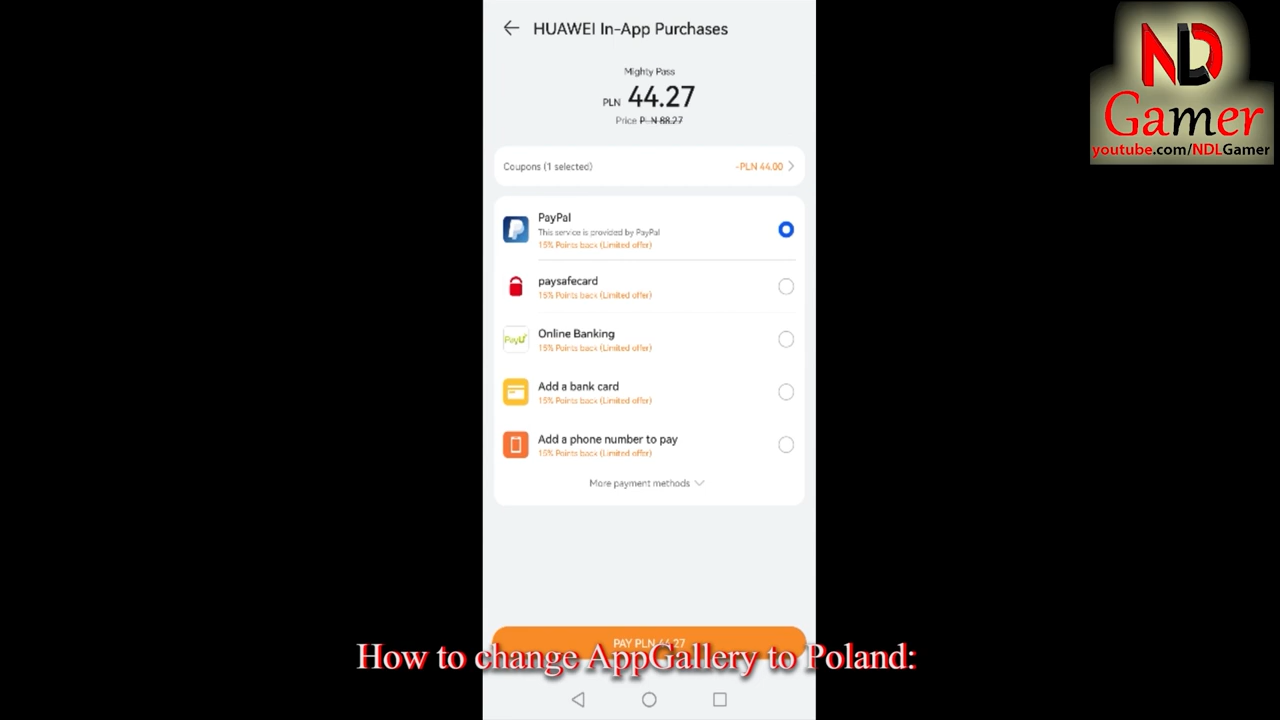 HUAWEI In-App Purchases
Mighty Pass
PLN 44.27
Price PLN 88.27
Coupons (1 selected) -PLN 44.00
PayPal
This service is provided by PayPal
15% Points back (Limited offer)
paysafecard
15% Points back (Limited offer)
PayU
Online Banking
15% Points back (Limited offer)
Add a bank card
15% Points back (Limited offer)
Add a phone number to pay
15% Points back (Limited offer)
More payment methods
PAY PLN 44.27
How to change AppGallery to Poland:
NDL
Gamer
youtube.com/NDLGamer